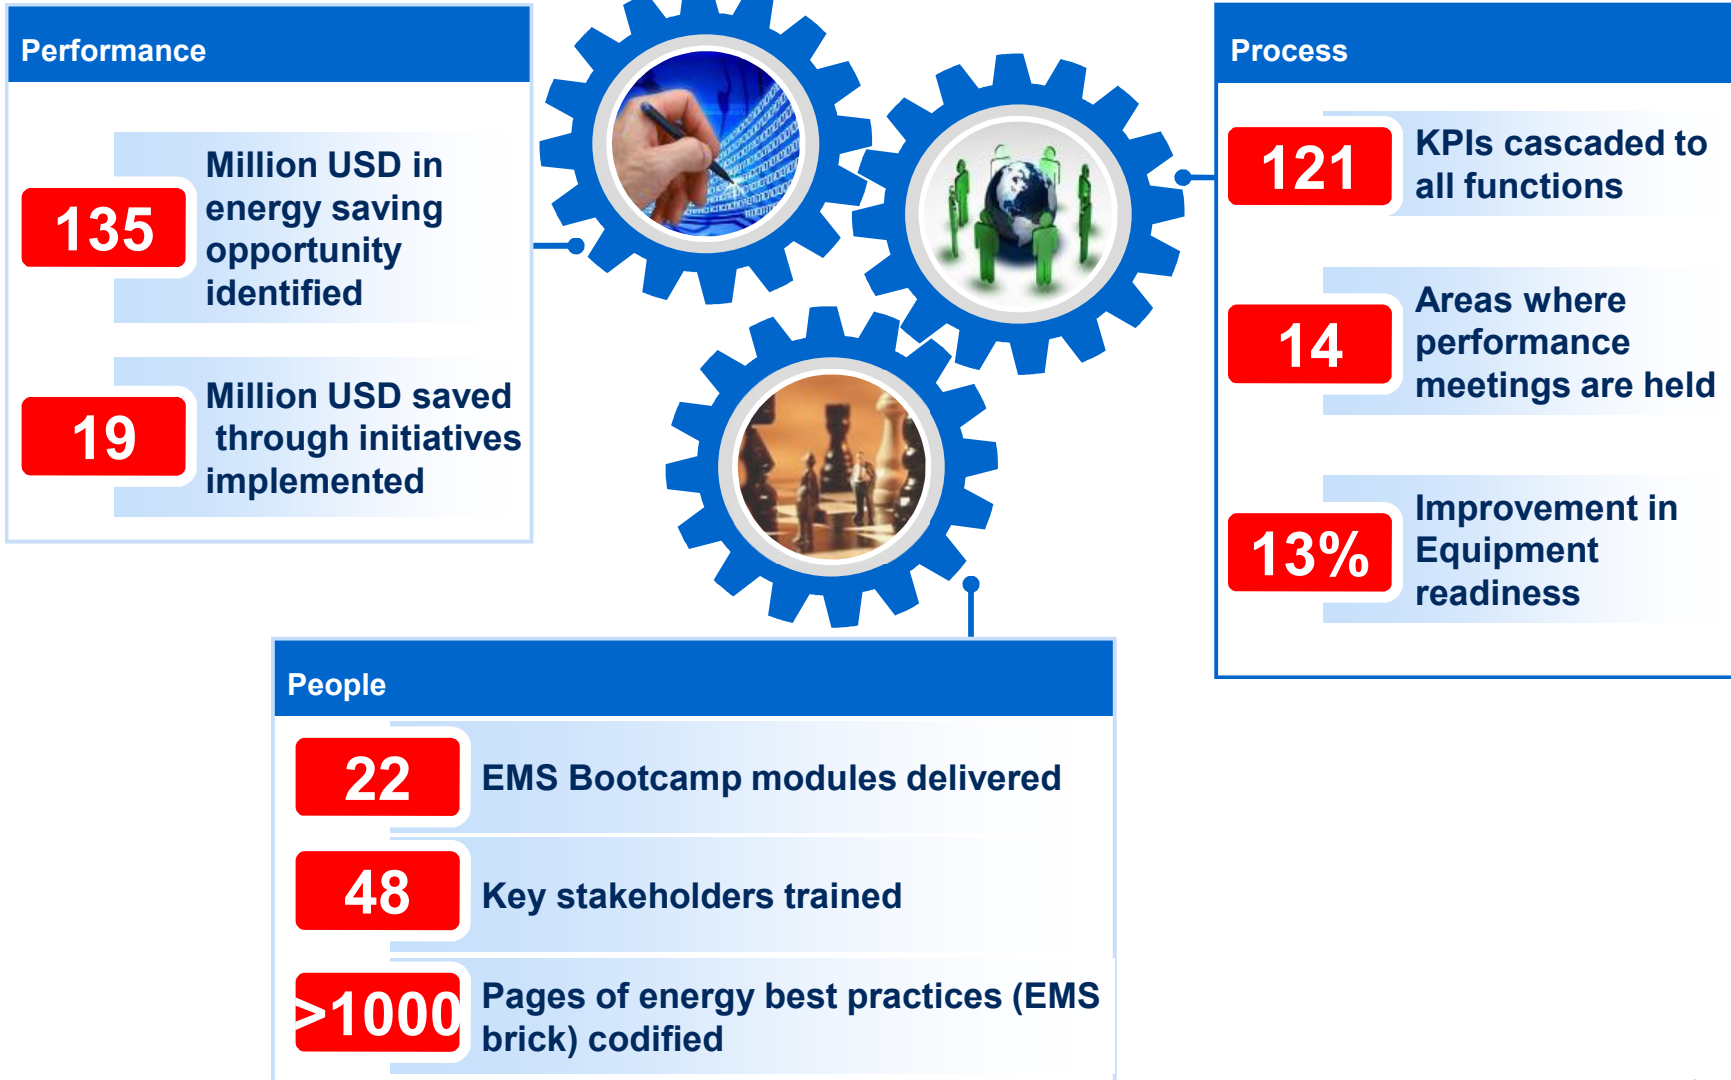 Performance
135
Million USD in
energy saving
opportunity
identified
19
Million USD saved
through initiatives
implemented
Process
121
KPIs cascaded to
all functions
14
Areas where
performance
meetings are held
13%
Improvement in
Equipment
readiness
People
22
EMS Bootcamp modules delivered
48
Key stakeholders trained
>1000
Pages of energy best practices (EMS
brick) codified